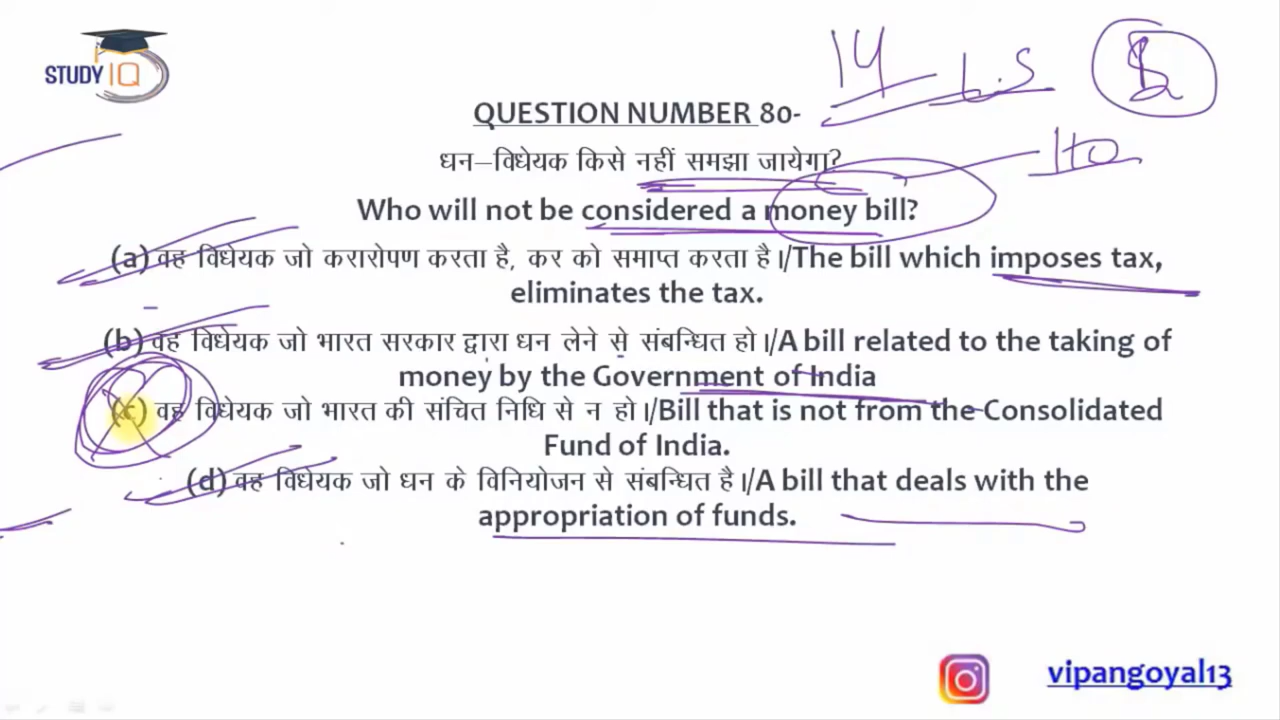 STUDY IQ
14 L.S
110
QUESTION NUMBER 80-
धन–विधेयक किसे नहीं समझा जायेगा?
Who will not be considered a money bill?
(a) वह विधेयक जो करारोपण करता है, कर को समाप्त करता है।/The bill which imposes tax,
eliminates the tax.
(b) वह विधेयक जो भारत सरकार द्वारा धन लेने से संबन्धित हो।/A bill related to the taking of
money by the Government of India
(c) वह विधेयक जो भारत की संचित निधि से न हो।/Bill that is not from the Consolidated
Fund of India.
(d) वह विधेयक जो धन के विनियोजन से संबन्धित है।/A bill that deals with the
appropriation of funds.
vipangoyal13